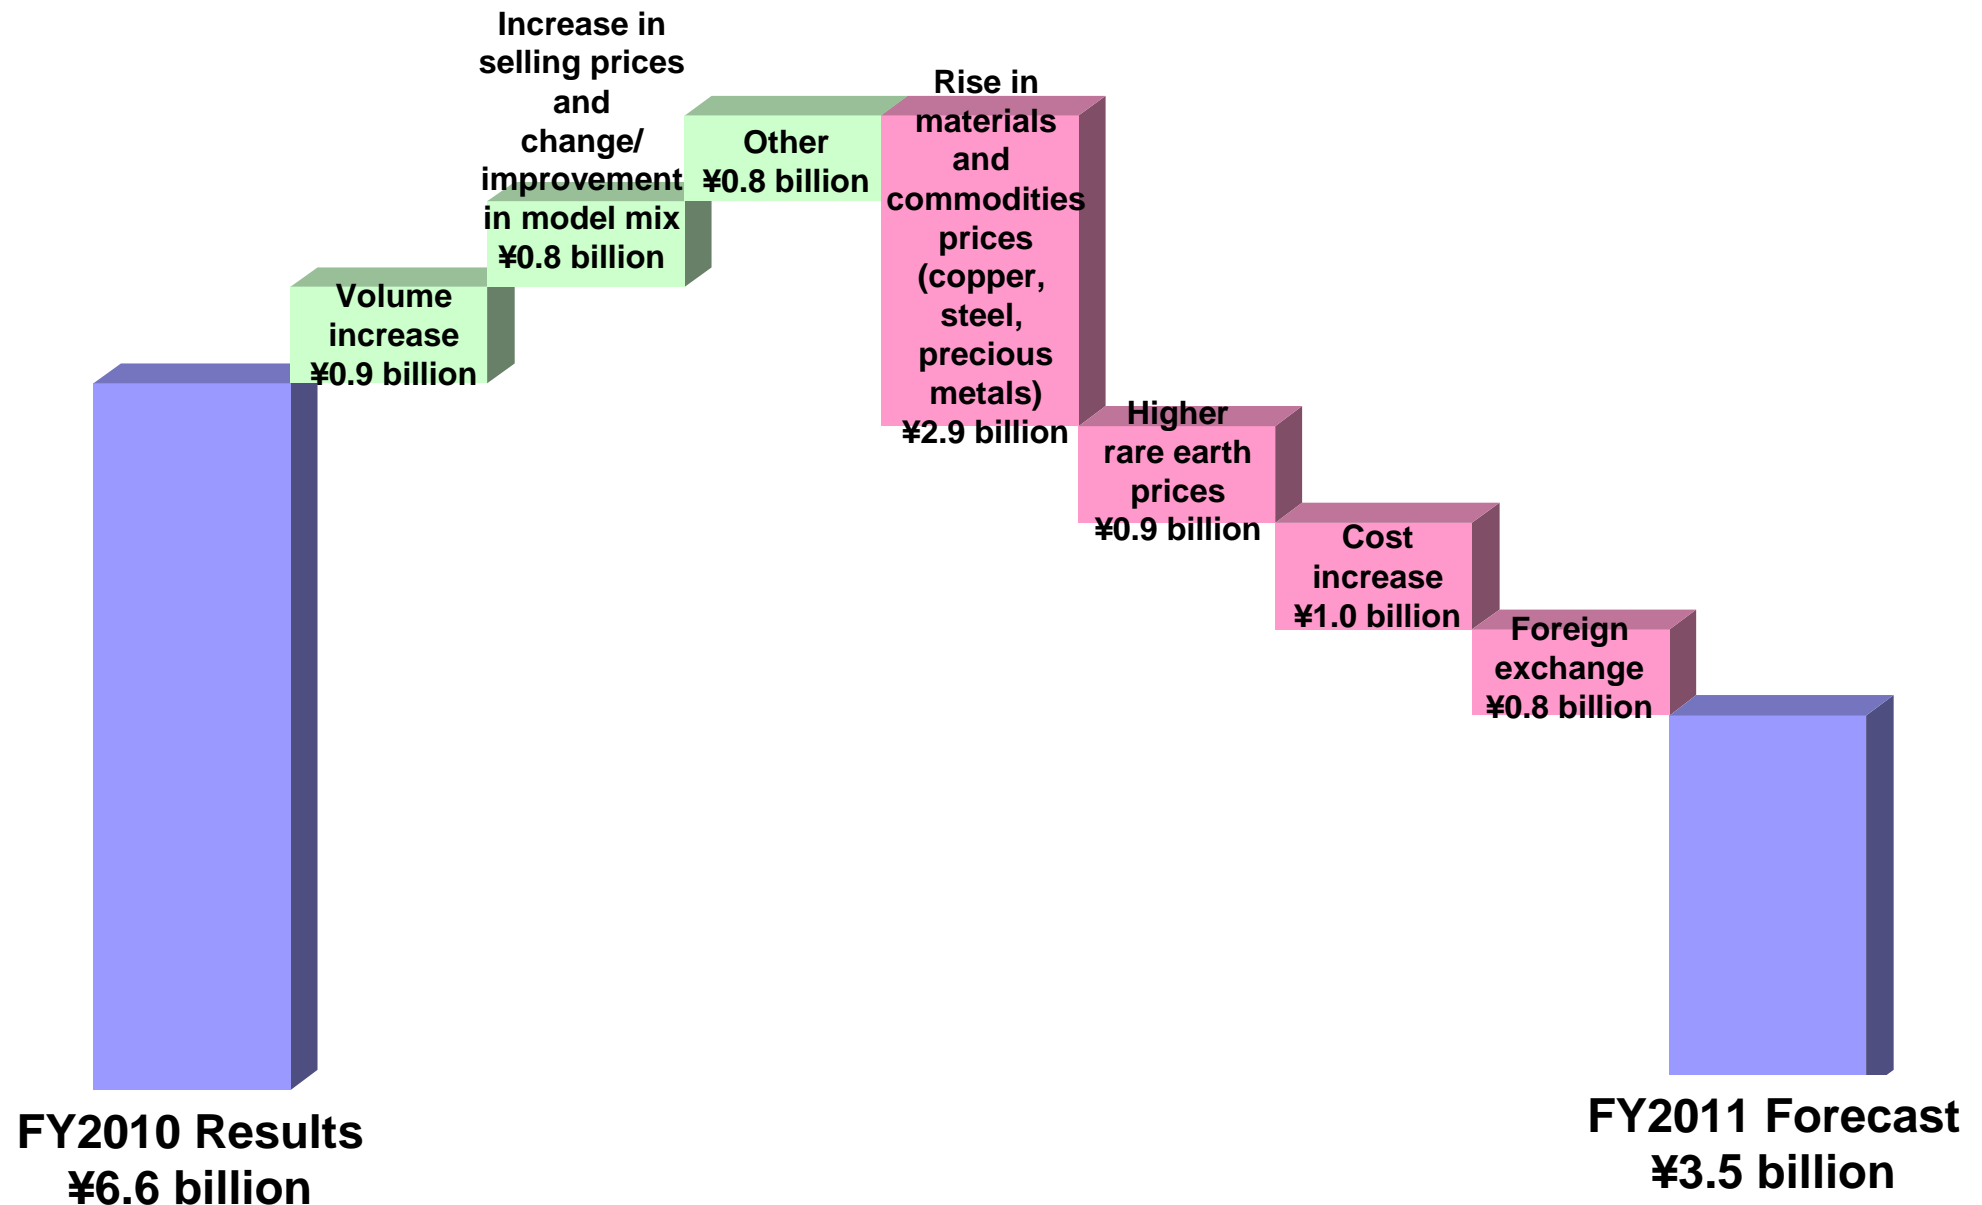 Increase in
selling prices
and
change/
improvement
in model mix
¥0.8 billion
Volume
increase
¥0.9 billion
Other
¥0.8 billion
Rise in
materials
and
commodities
prices
(copper,
steel,
precious
metals)
¥2.9 billion
Higher
rare earth
prices
¥0.9 billion
Cost
increase
¥1.0 billion
Foreign
exchange
¥0.8 billion
FY2010 Results
¥6.6 billion
FY2011 Forecast
¥3.5 billion